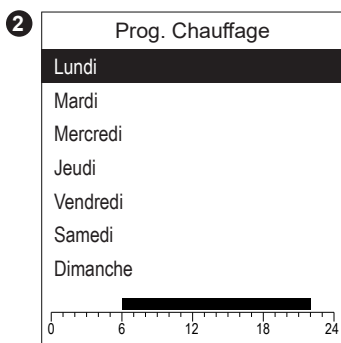 2
Prog. Chauffage
Lundi
Mardi
Mercredi
Jeudi
Vendredi
Samedi
Dimanche
0 6 12 18 24